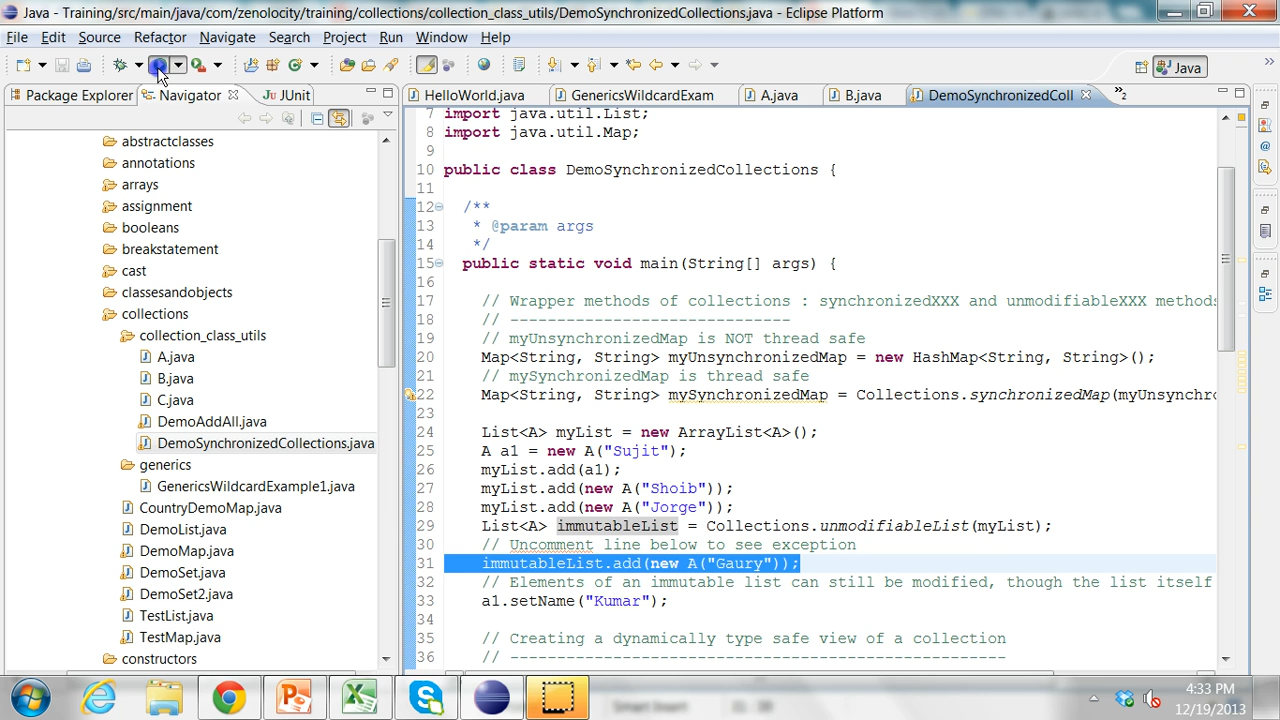 Java - Training/src/main/java/com/zenolocity/training/collections/collection_class_utils/DemoSynchronizedCollections.java - Eclipse Platform
File Edit Source Refactor Navigate Search Project Run Window Help
Java
Package Explorer Navigator JUnit
HelloWorld.java GenericsWildcardExam A.java B.java DemoSynchronizedColl »2
abstractclasses
annotations
arrays
assignment
booleans
breakstatement
cast
classesandobjects
collections
collection_class_utils
A.java
B.java
C.java
DemoAddAll.java
DemoSynchronizedCollections.java
generics
GenericsWildcardExample1.java
CountryDemoMap.java
DemoList.java
DemoMap.java
DemoSet.java
DemoSet2.java
TestList.java
TestMap.java
constructors
7 import java.util.List;
8 import java.util.Map;
9
10 public class DemoSynchronizedCollections {
11
12 /**
13 * @param args
14 */
15 public static void main(String[] args) {
16
17 // Wrapper methods of collections : synchronizedXXX and unmodifiableXXX methods
18 // ------------------------------
19 // myUnsynchronizedMap is NOT thread safe
20 Map<String, String> myUnsynchronizedMap = new HashMap<String, String>();
21 // mySynchronizedMap is thread safe
22 Map<String, String> mySynchronizedMap = Collections.synchronizedMap(myUnsynchro
23
24 List<A> myList = new ArrayList<A>();
25 A a1 = new A("Sujit");
26 myList.add(a1);
27 myList.add(new A("Shoib"));
28 myList.add(new A("Jorge"));
29 List<A> immutableList = Collections.unmodifiableList(myList);
30 // Uncomment line below to see exception
31 immutableList.add(new A("Gaury"));
32 // Elements of an immutable list can still be modified, though the list itself
33 a1.setName("Kumar");
34
35 // Creating a dynamically type safe view of a collection
36 // -----------------------------------------------------
4:33 PM
12/19/2013